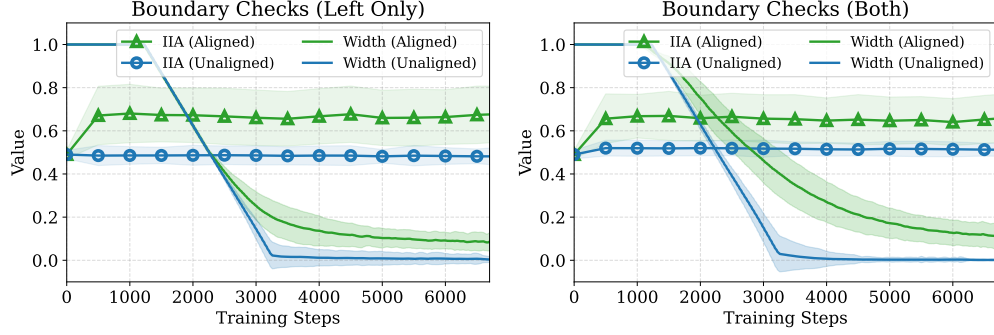 Boundary Checks (Left Only)
IIA (Aligned)
IIA (Unaligned)
Width (Aligned)
Width (Unaligned)
Value
1.0
0.8
0.6
0.4
0.2
0.0
0 1000 2000 3000 4000 5000 6000
Training Steps
Boundary Checks (Both)
IIA (Aligned)
IIA (Unaligned)
Width (Aligned)
Width (Unaligned)
Value
1.0
0.8
0.6
0.4
0.2
0.0
0 1000 2000 3000 4000 5000 6000
Training Steps